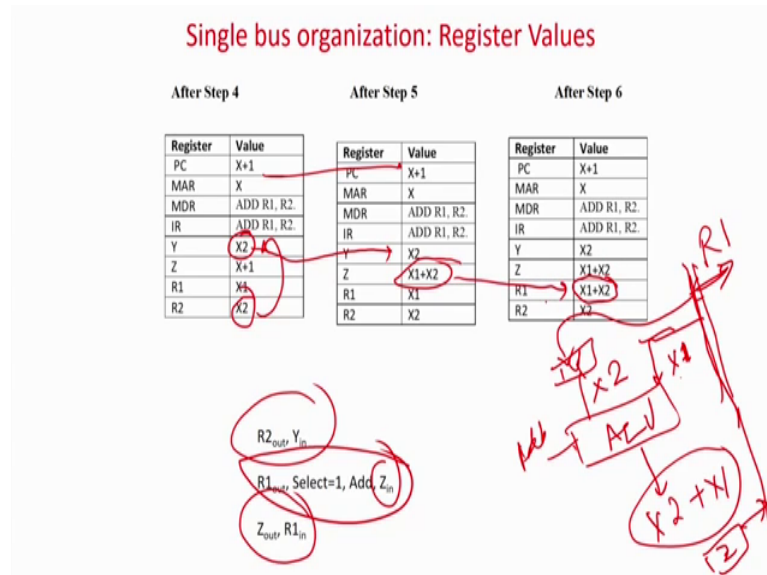 Single bus organization: Register Values
After Step 4
Register Value
PC X+1
MAR X
MDR ADD R1, R2.
IR ADD R1, R2.
Y X2
Z X+1
R1 X1
R2 X2
After Step 5
Register Value
PC X+1
MAR X
MDR ADD R1, R2.
IR ADD R1, R2.
Y X2
Z X1+X2
R1 X1
R2 X2
After Step 6
Register Value
PC X+1
MAR X
MDR ADD R1, R2.
IR ADD R1, R2.
Y X2
Z X1+X2
R1 X1+X2
R2 X2
R2out, Yin
R1out, Select=1, Add, Zin
Zout, R1in
R1
X2
X1
Add
ALU
X2+X1
Z